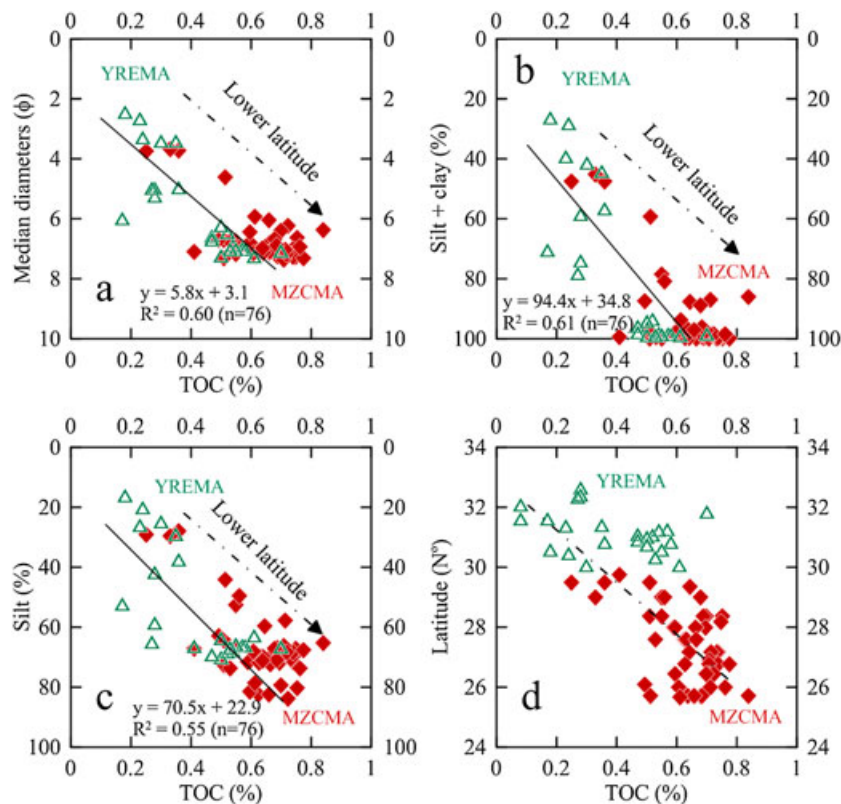 0 0.2 0.4 0.6 0.8 1
0 0.2 0.4 0.6 0.8 1
0 0
0 0
YREMA
b
YREMA
2 2
20 20
Lower latitude
Lower latitude
4 4
40 40
Median diameters (ϕ)
Silt + clay (%)
6 6
60 60
8 8
80 80
a
MZCMA
MZCMA
y = 5.8x + 3.1
y = 94.4x + 34.8
R² = 0.60 (n=76)
R² = 0.61 (n=76)
10 10
100 100
0 0.2 0.4 0.6 0.8 1
0 0.2 0.4 0.6 0.8 1
TOC (%)
TOC (%)
0 0.2 0.4 0.6 0.8 1
0 0.2 0.4 0.6 0.8 1
0 0
34 34
YREMA
YREMA
20 20
32 32
Lower latitude
40 40
30 30
Silt (%)
Latitude (Nº)
60 60
28 28
80 80
26 26
c
d
y = 70.5x + 22.9
MZCMA
MZCMA
R² = 0.55 (n=76)
100 100
24 24
0 0.2 0.4 0.6 0.8 1
0 0.2 0.4 0.6 0.8 1
TOC (%)
TOC (%)